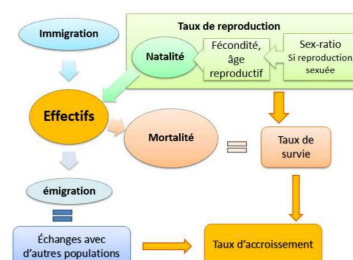 Taux de reproduction
Immigration
Natalité
Fécondité,
âge
reproductif
Sex-ratio
Si reproduction
sexuée
Effectifs
Mortalité
Taux de
survie
émigration
Échanges avec
d'autres populations
Taux d'accroissement